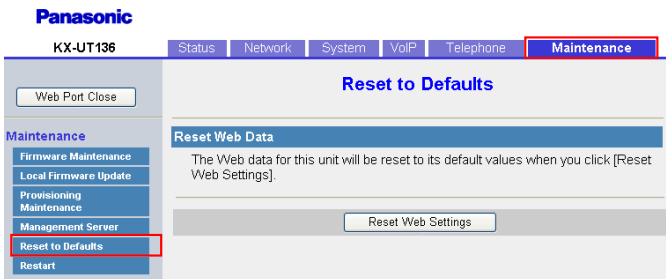 Panasonic
KX-UT136
Status Network System VoIP Telephone Maintenance
Web Port Close
Reset to Defaults
Maintenance
Firmware Maintenance
Local Firmware Update
Provisioning
Maintenance
Management Server
Reset to Defaults
Restart
Reset Web Data
The Web data for this unit will be reset to its default values when you click [Reset
Web Settings].
Reset Web Settings